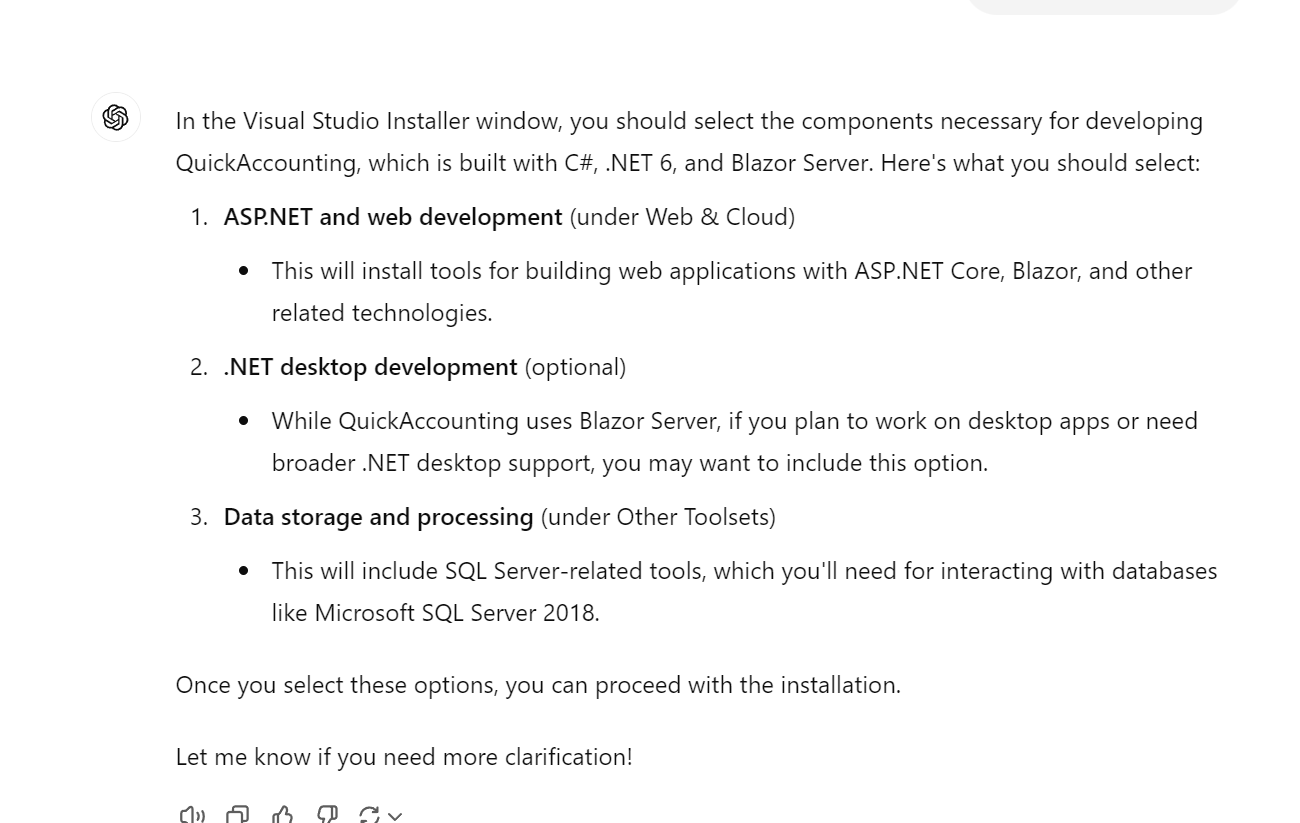 In the Visual Studio Installer window, you should select the components necessary for developing
QuickAccounting, which is built with C#, .NET 6, and Blazor Server. Here's what you should select:
1. ASP.NET and web development (under Web & Cloud)
• This will install tools for building web applications with ASP.NET Core, Blazor, and other
related technologies.
2. .NET desktop development (optional)
• While QuickAccounting uses Blazor Server, if you plan to work on desktop apps or need
broader .NET desktop support, you may want to include this option.
3. Data storage and processing (under Other Toolsets)
• This will include SQL Server-related tools, which you'll need for interacting with databases
like Microsoft SQL Server 2018.
Once you select these options, you can proceed with the installation.
Let me know if you need more clarification!